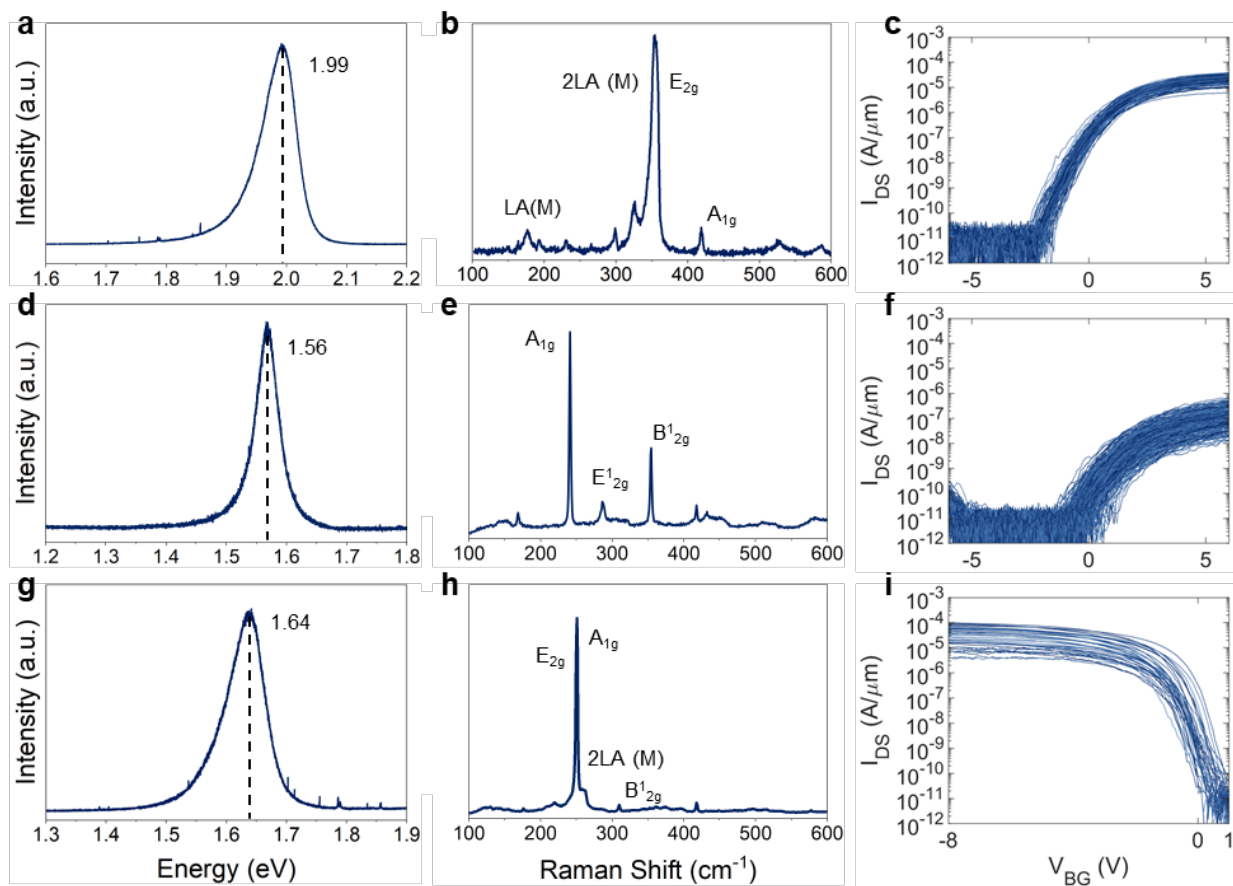 a
Intensity (a.u.)
1.99
1.6 1.7 1.8 1.9 2.0 2.1 2.2
b
2LA (M)
E2g
LA(M)
A1g
100 200 300 400 500 600
c
IDS (A/μm)
10-3
10-4
10-5
10-6
10-7
10-8
10-9
10-10
10-11
10-12
-5 0 5
d
Intensity (a.u.)
1.56
1.2 1.3 1.4 1.5 1.6 1.7 1.8
e
A1g
B12g
E12g
100 200 300 400 500 600
f
IDS (A/μm)
10-3
10-4
10-5
10-6
10-7
10-8
10-9
10-10
10-11
10-12
-5 0 5
g
Intensity (a.u.)
1.64
1.3 1.4 1.5 1.6 1.7 1.8 1.9
Energy (eV)
h
A1g
E2g
2LA (M)
B12g
100 200 300 400 500 600
Raman Shift (cm-1)
i
IDS (A/μm)
10-3
10-4
10-5
10-6
10-7
10-8
10-9
10-10
10-11
10-12
-8 0 1
VBG (V)